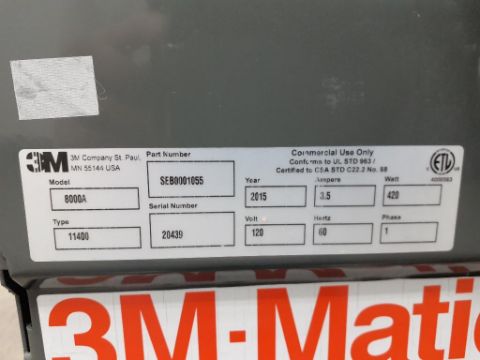 3M
3M Company St. Paul,
MN 55144 USA
Part Number
SEB0001055
Commercial Use Only
Conforms to UL STD 963 /
Certified to CSA STD C22.2 No. 68
ETL
Model
8000A
Year
2015
Ampere
3.5
Watt
420
Type
11400
Serial Number
20439
Volt
120
Hertz
60
Phase
1
3M-Matic